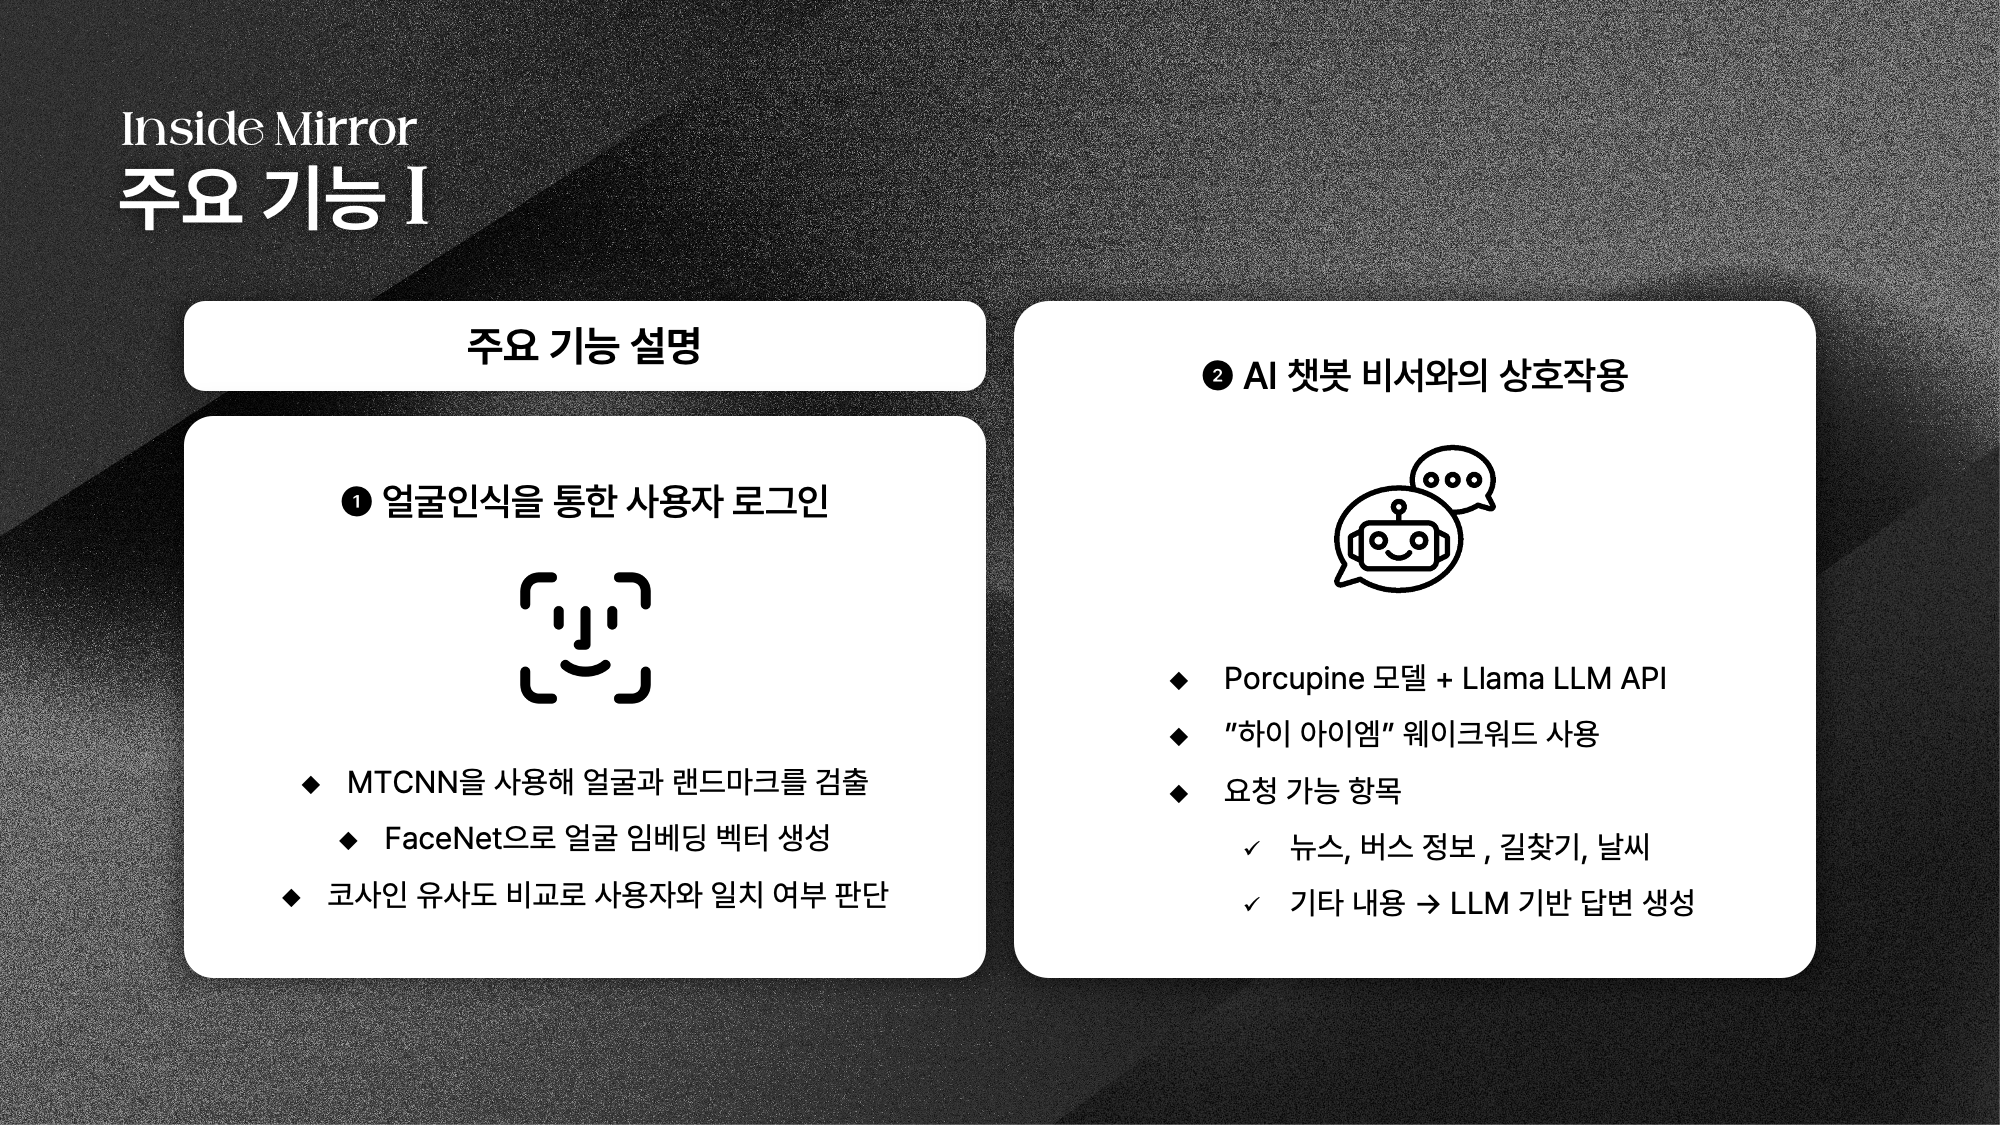 Inside Mirror
주요 기능 I
주요 기능 설명
❶ 얼굴인식을 통한 사용자 로그인
◆ MTCNN을 사용해 얼굴과 랜드마크를 검출
◆ FaceNet으로 얼굴 임베딩 벡터 생성
◆ 코사인 유사도 비교로 사용자와 일치 여부 판단
❷ AI 챗봇 비서와의 상호작용
◆ Porcupine 모델 + Llama LLM API
◆ ”하이 아이엠” 웨이크워드 사용
◆ 요청 가능 항목
✓ 뉴스, 버스 정보 , 길찾기, 날씨
✓ 기타 내용 → LLM 기반 답변 생성